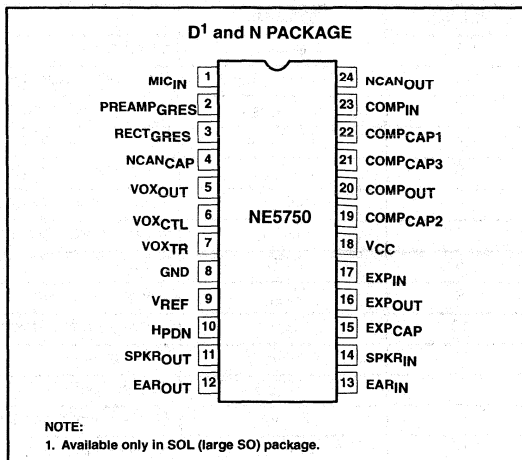 D1 and N PACKAGE
MICIN 1 24 NCANOUT
PREAMPGRES 2 23 COMPIN
RECTGRES 3 22 COMPCAP1
NCANCAP 4 21 COMPCAP3
VOXOUT 5 20 COMPOUT
VOXCTL 6 NE5750 19 COMPCAP2
VOXTR 7 18 VCC
GND 8 17 EXPIN
VREF 9 16 EXPOUT
HPDN 10 15 EXPCAP
SPKROUT 11 14 SPKRIN
EAROUT 12 13 EARIN
NOTE:
1. Available only in SOL (large SO) package.